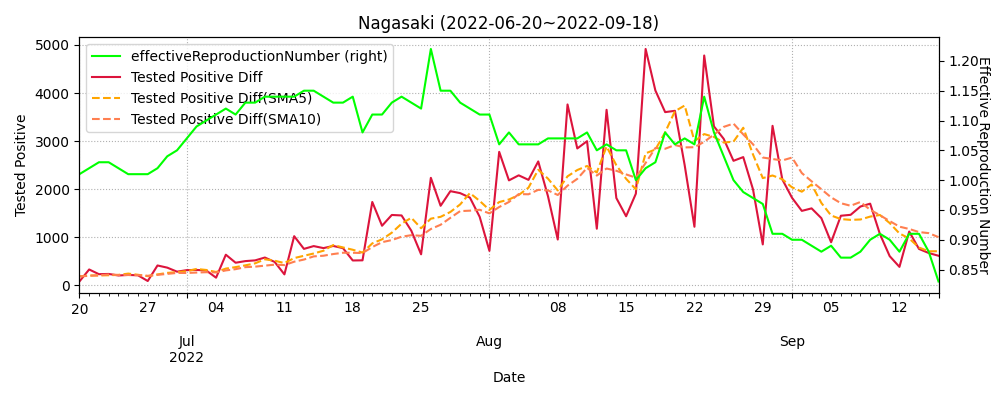 Nagasaki (2022-06-20~2022-09-18)
effectiveReproductionNumber (right)
Tested Positive Diff
Tested Positive Diff(SMA5)
Tested Positive Diff(SMA10)
Tested Positive
5000
4000
3000
2000
1000
0
Effective Reproduction Number
1.20
1.15
1.10
1.05
1.00
0.95
0.90
0.85
20 27 04 11 18 25 08 15 22 29 05 12
Jul Aug Sep
2022
Date